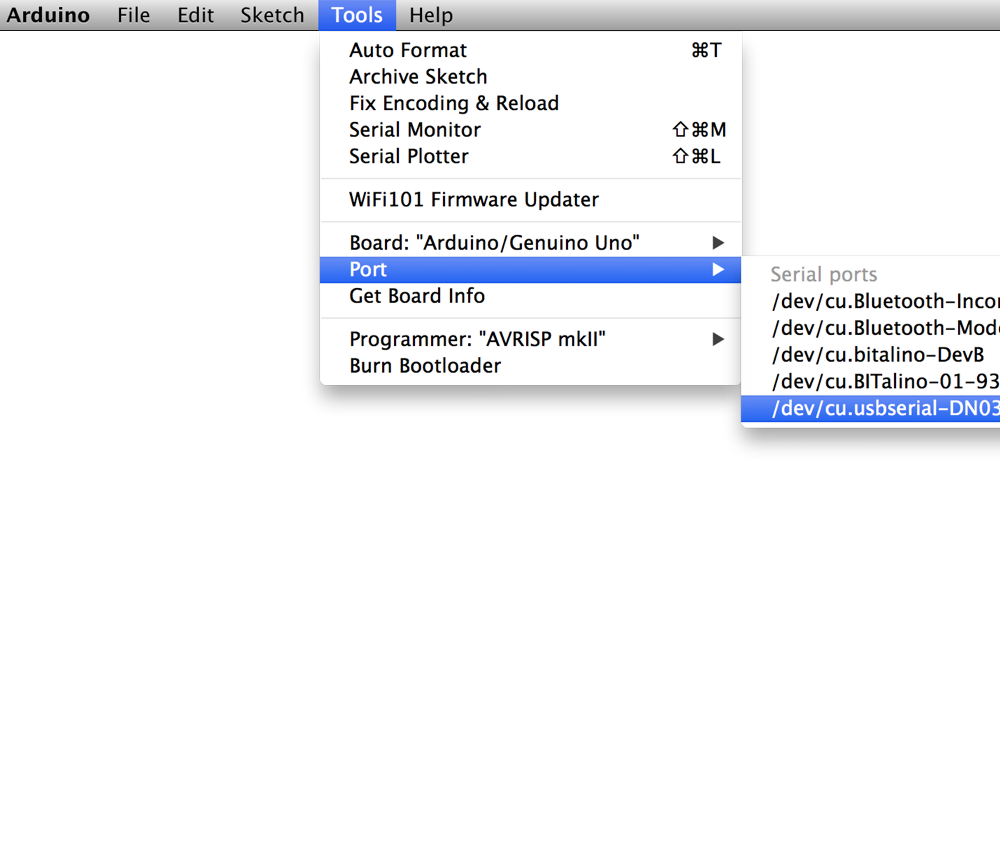 Arduino File Edit Sketch Tools Help
Auto Format ⌘T
Archive Sketch
Fix Encoding & Reload
Serial Monitor ⇧⌘M
Serial Plotter ⇧⌘L
WiFi101 Firmware Updater
Board: "Arduino/Genuino Uno" ▶
Port ▶
Get Board Info
Programmer: "AVRISP mkII" ▶
Burn Bootloader
Serial ports
/dev/cu.Bluetooth-Incor
/dev/cu.Bluetooth-Mode
/dev/cu.bitalino-DevB
/dev/cu.BITalino-01-93
/dev/cu.usbserial-DN03